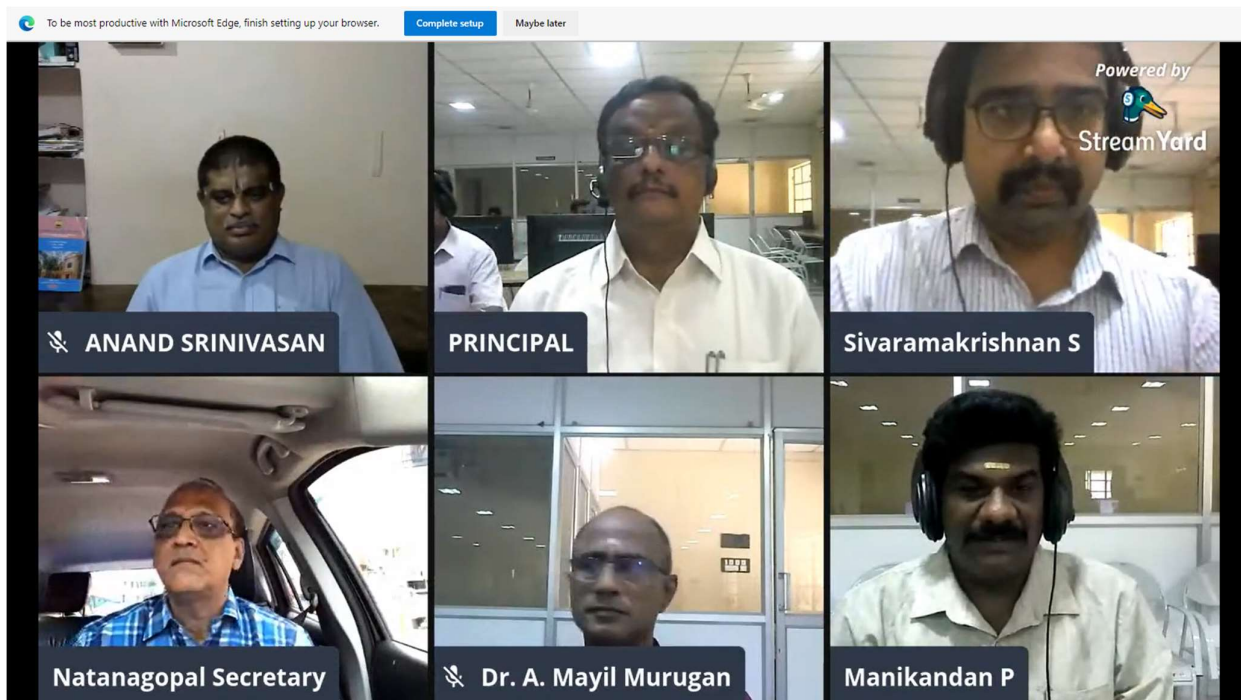 To be most productive with Microsoft Edge, finish setting up your browser.
Complete setup
Maybe later
Powered by
StreamYard
ANAND SRINIVASAN
PRINCIPAL
Sivaramakrishnan S
Natanagopal Secretary
Dr. A. Mayil Murugan
Manikandan P